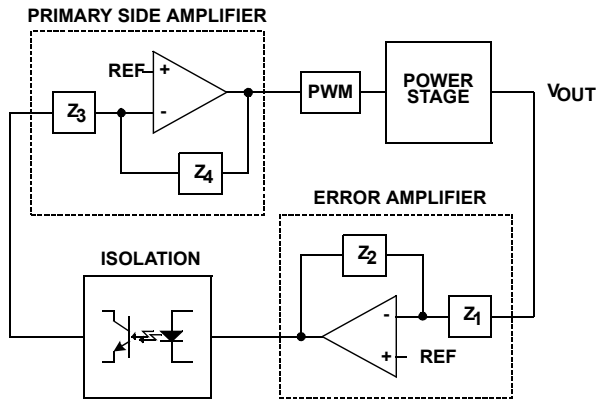 PRIMARY SIDE AMPLIFIER
REF
+
-
Z3
Z4
PWM
POWER
STAGE
VOUT
ERROR AMPLIFIER
ISOLATION
Z2
-
Z1
+
REF